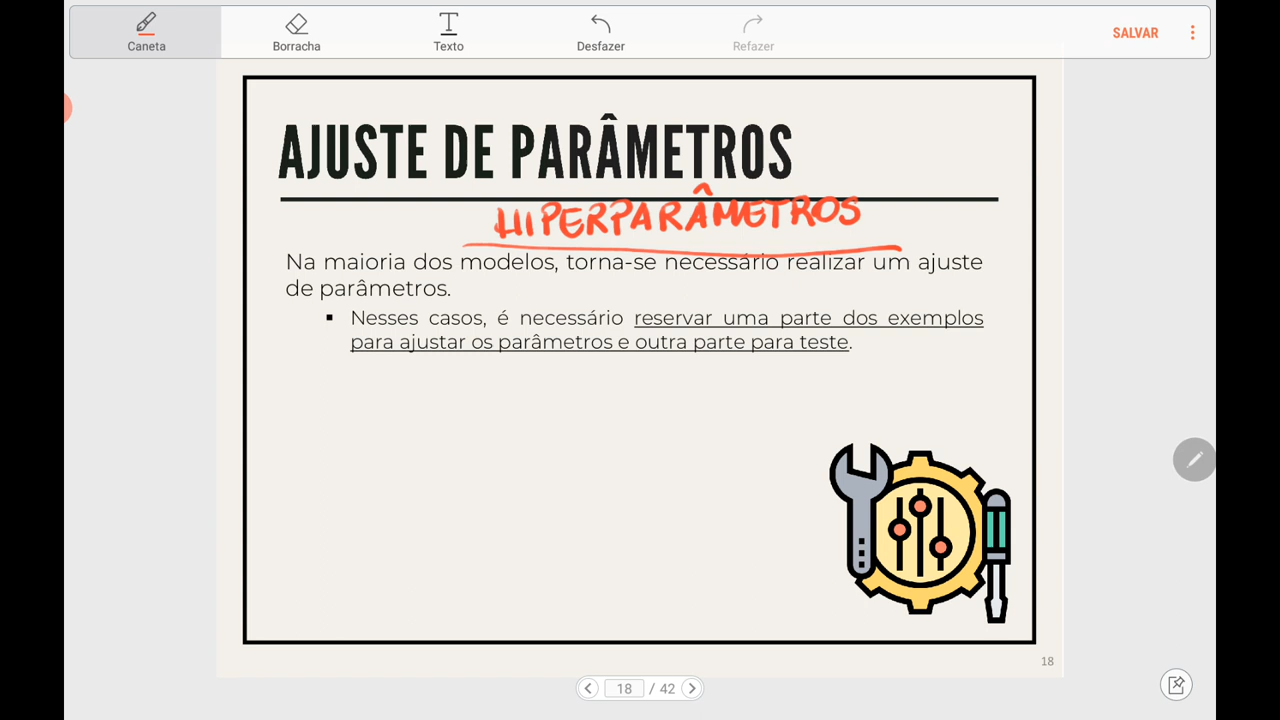 Caneta
Borracha
Texto
Desfazer
Refazer
SALVAR
AJUSTE DE PARÂMETROS
HIPERPARÂMETROS
Na maioria dos modelos, torna-se necessário realizar um ajuste
de parâmetros.
▪ Nesses casos, é necessário reservar uma parte dos exemplos
para ajustar os parâmetros e outra parte para teste.
18
18 / 42